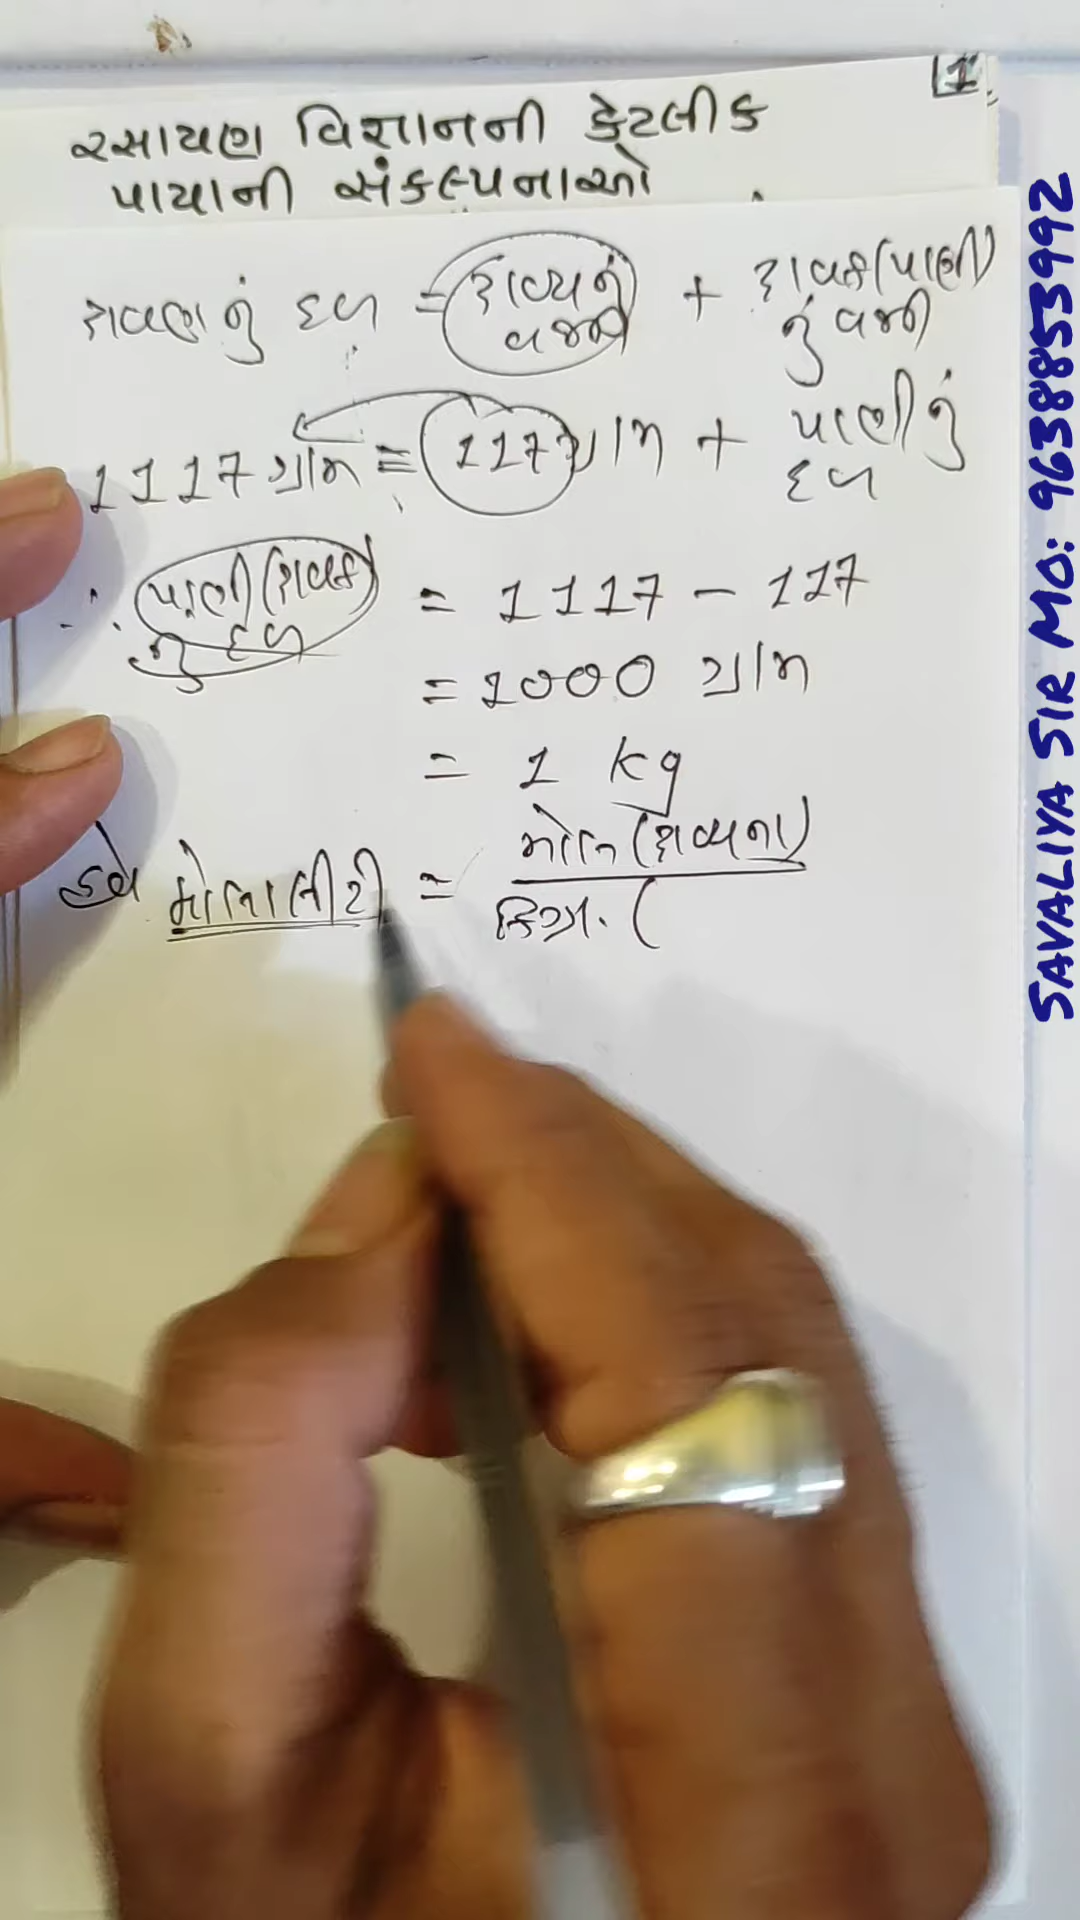 1
રસાયણ વિજ્ઞાનની કેટલીક
પાયાની સંકલ્પનાઓ
દ્રાવણનું દળ = દ્રાવ્યનું વજન + દ્રાવક(પાણી)નું વજન
1117 ગ્રામ = 117 ગ્રામ + પાણીનું દળ
∴ પાણી(દ્રાવક)નું દળ = 1117 - 117
= 1000 ગ્રામ
= 1 kg
હવે મોલાલીટી = મોલ (દ્રાવ્યના)
કિગ્રા. (
SAVALIYA SIR MO: 9638853992